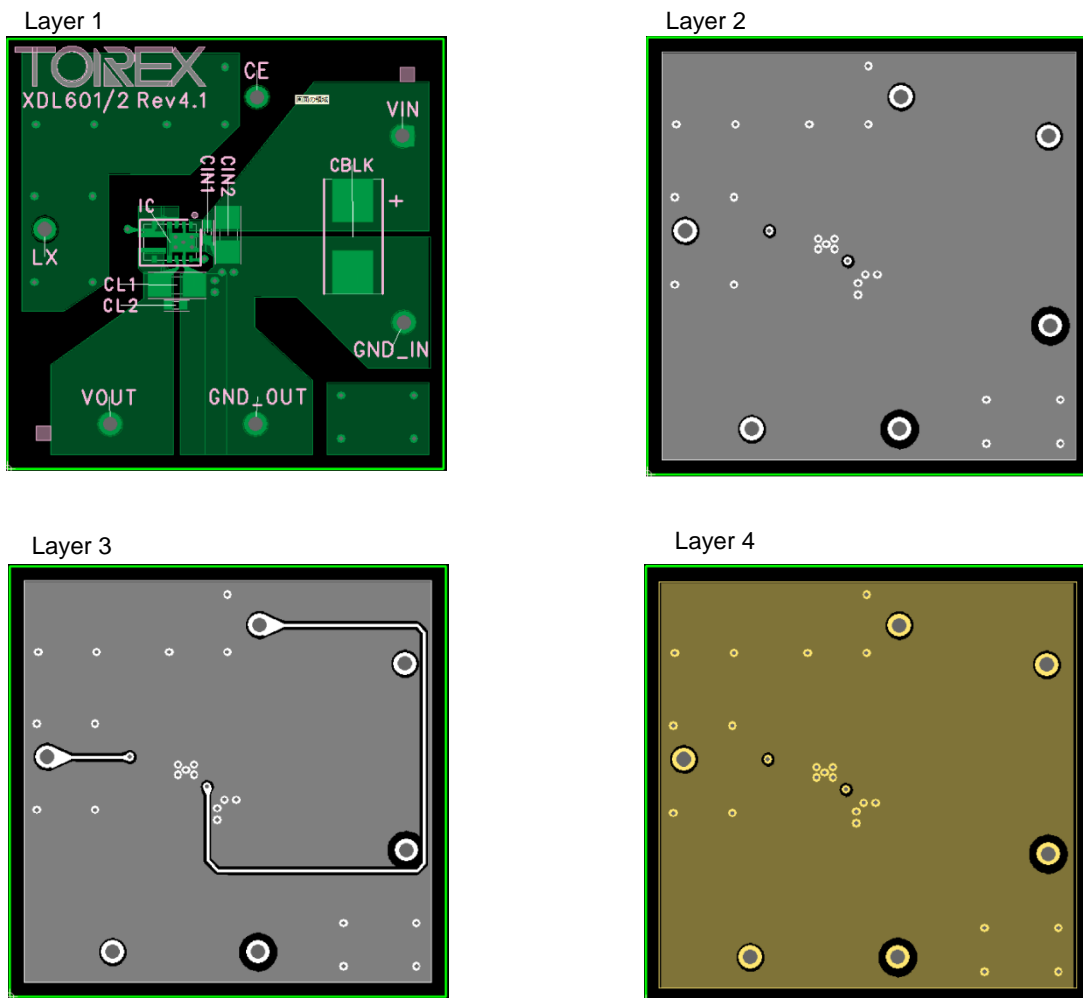 Layer 1
Layer 2
TOIREX
XDL601/2 Rev4.1
CE
VIN
CIN1
CIN2
CBLK
+
IC
LX
CL1
CL2
GND_IN
VOUT
GND_OUT
Layer 3
Layer 4